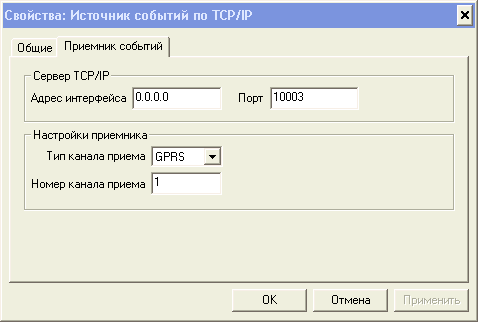 Свойства: Источник событий по TCP/IP
Общие Приемник событий
Сервер TCP/IP
Адрес интерфейса 0.0.0.0 Порт 10003
Настройки приемника
Тип канала приема GPRS
Номер канала приема 1
OK Отмена Применить